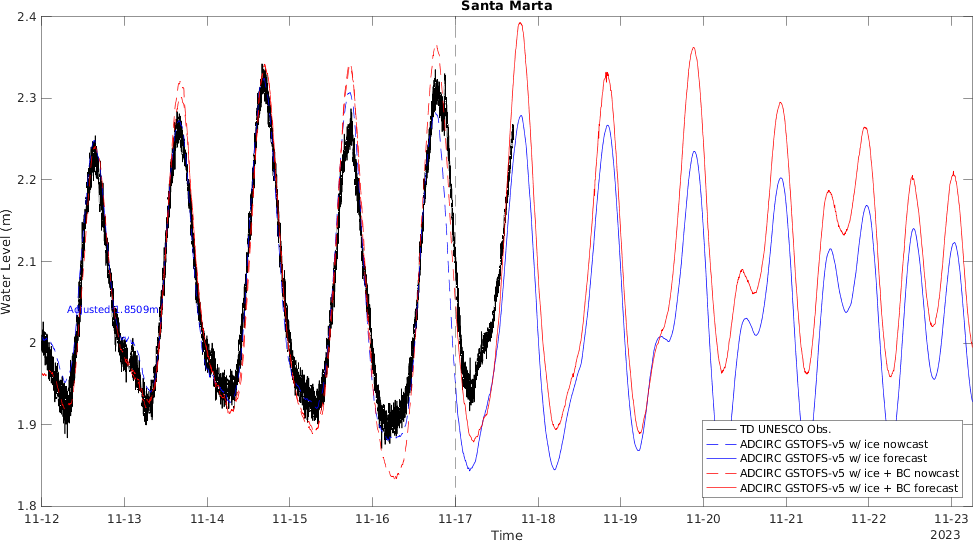 Santa Marta
2.4
2.3
2.2
2.1
2
1.9
1.8
Water Level (m)
Adjusted 1.8509m
TD UNESCO Obs.
ADCIRC GSTOFS-v5 w/ ice nowcast
ADCIRC GSTOFS-v5 w/ ice forecast
ADCIRC GSTOFS-v5 w/ ice + BC nowcast
ADCIRC GSTOFS-v5 w/ ice + BC forecast
11-12 11-13 11-14 11-15 11-16 11-17 11-18 11-19 11-20 11-21 11-22 11-23
Time
2023